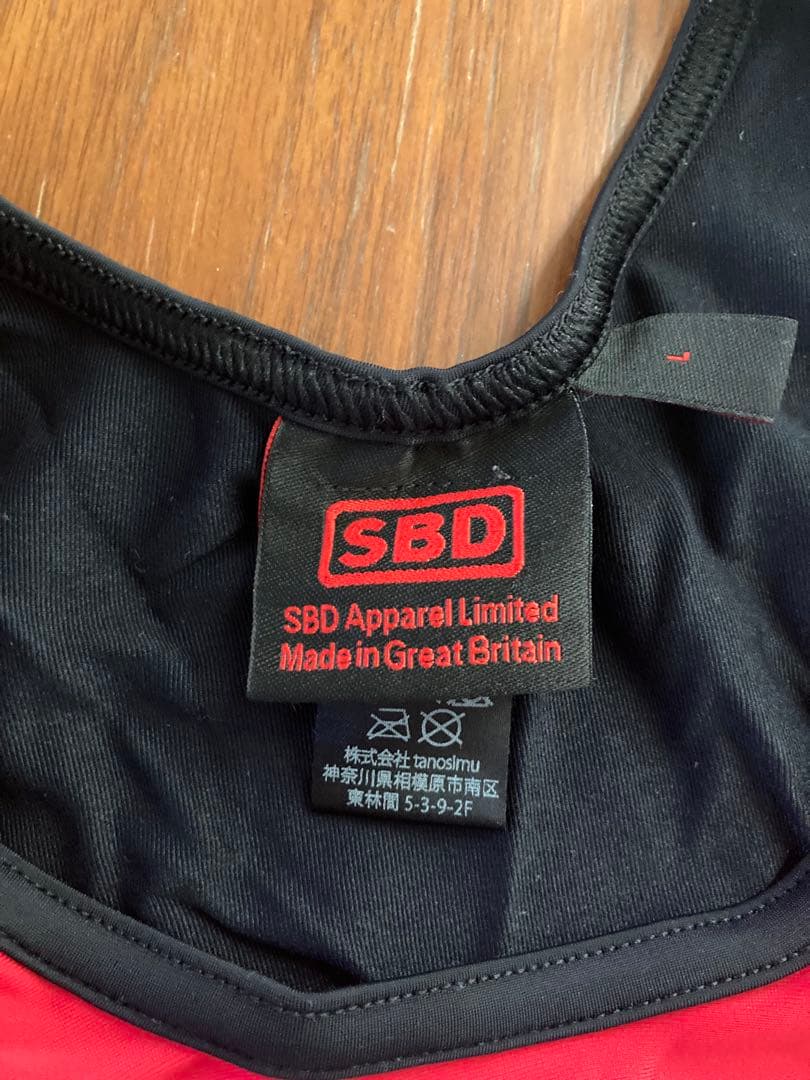 L
SBD
SBD Apparel Limited
Made in Great Britain
株式会社 tanosimu
神奈川県相模原市南区
東林間 5-3-9-2F